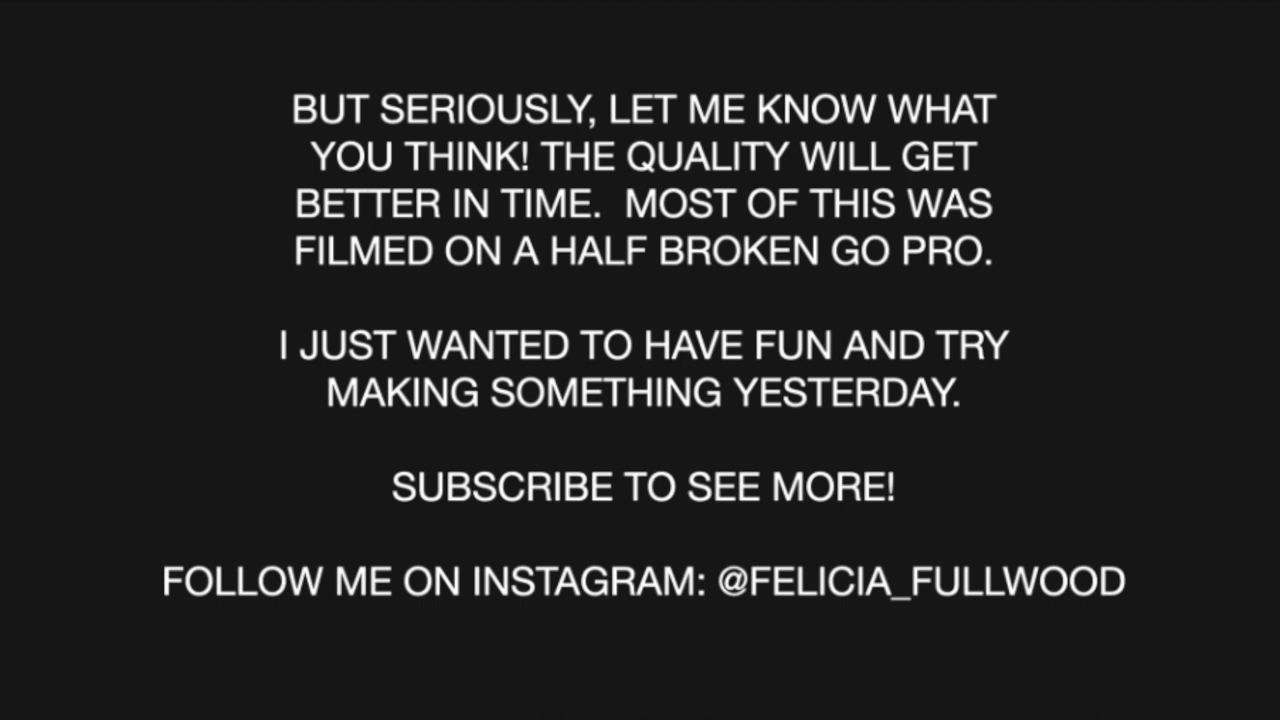 BUT SERIOUSLY, LET ME KNOW WHAT
YOU THINK! THE QUALITY WILL GET
BETTER IN TIME.  MOST OF THIS WAS
FILMED ON A HALF BROKEN GO PRO.
I JUST WANTED TO HAVE FUN AND TRY
MAKING SOMETHING YESTERDAY.
SUBSCRIBE TO SEE MORE!
FOLLOW ME ON INSTAGRAM: @FELICIA_FULLWOOD